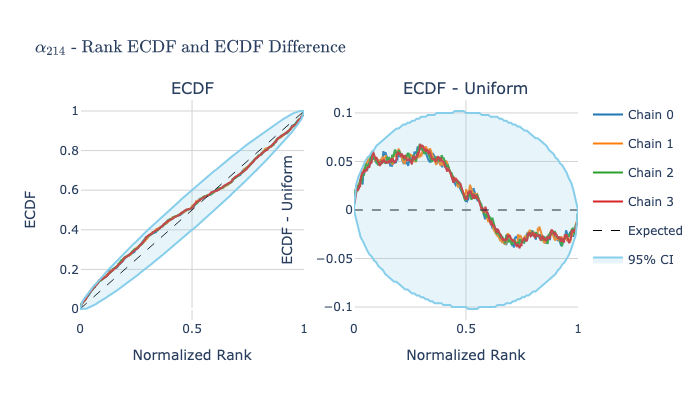 α₂₁₄ - Rank ECDF and ECDF Difference
ECDF
ECDF - Uniform
1
0.8
0.6
0.4
0.2
0
ECDF
0
0.5
1
Normalized Rank
0.1
0.05
0
−0.05
−0.1
ECDF - Uniform
0
0.5
1
Normalized Rank
Chain 0
Chain 1
Chain 2
Chain 3
Expected
95% CI